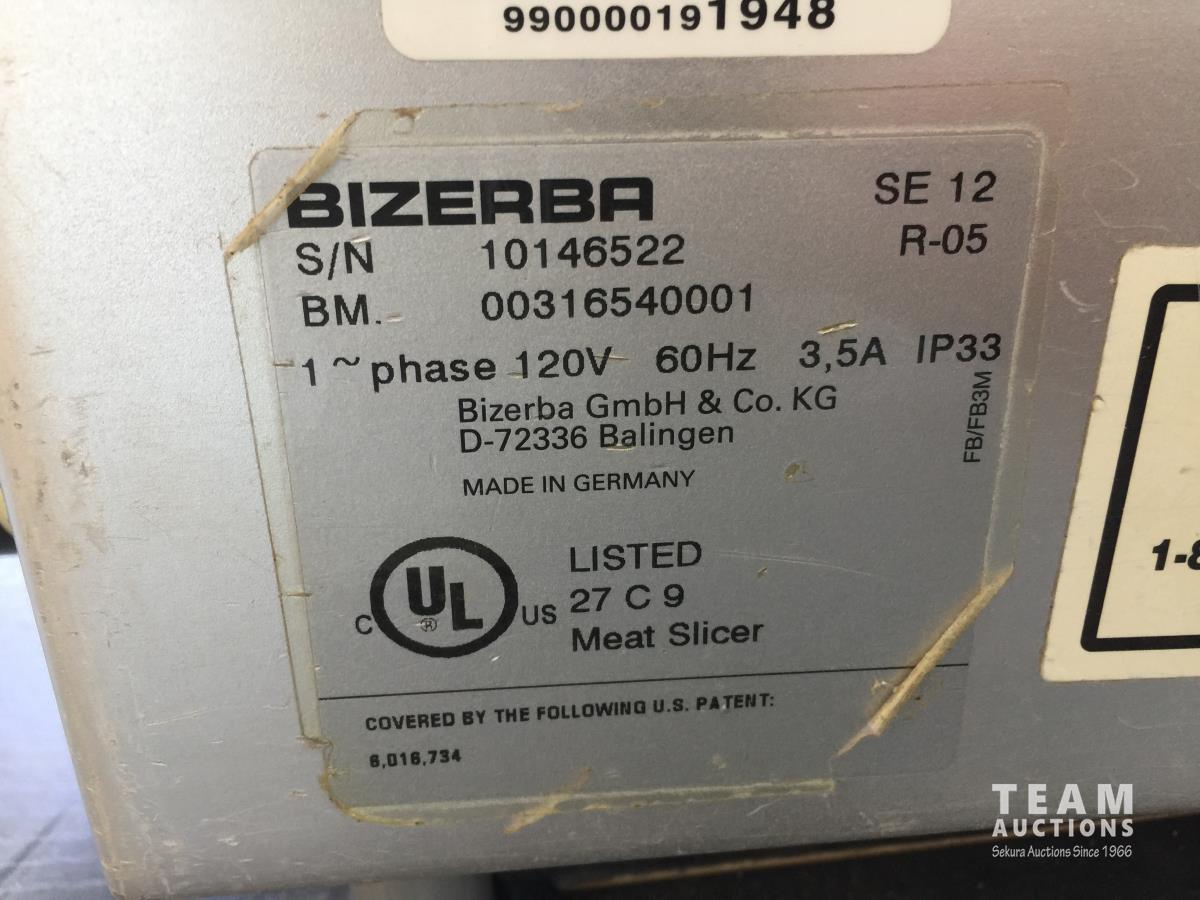 990000191948
BIZERBA SE 12
S/N 10146522 R-05
BM. 00316540001
1 ~ phase 120V 60Hz 3,5A IP33
FB/FB3M
Bizerba GmbH & Co. KG
D-72336 Balingen
MADE IN GERMANY
C UL ® US
LISTED
27 C 9
Meat Slicer
COVERED BY THE FOLLOWING U.S. PATENT:
6,016,734
1-8
TEAM
AUCTIONS
Sekura Auctions Since 1966